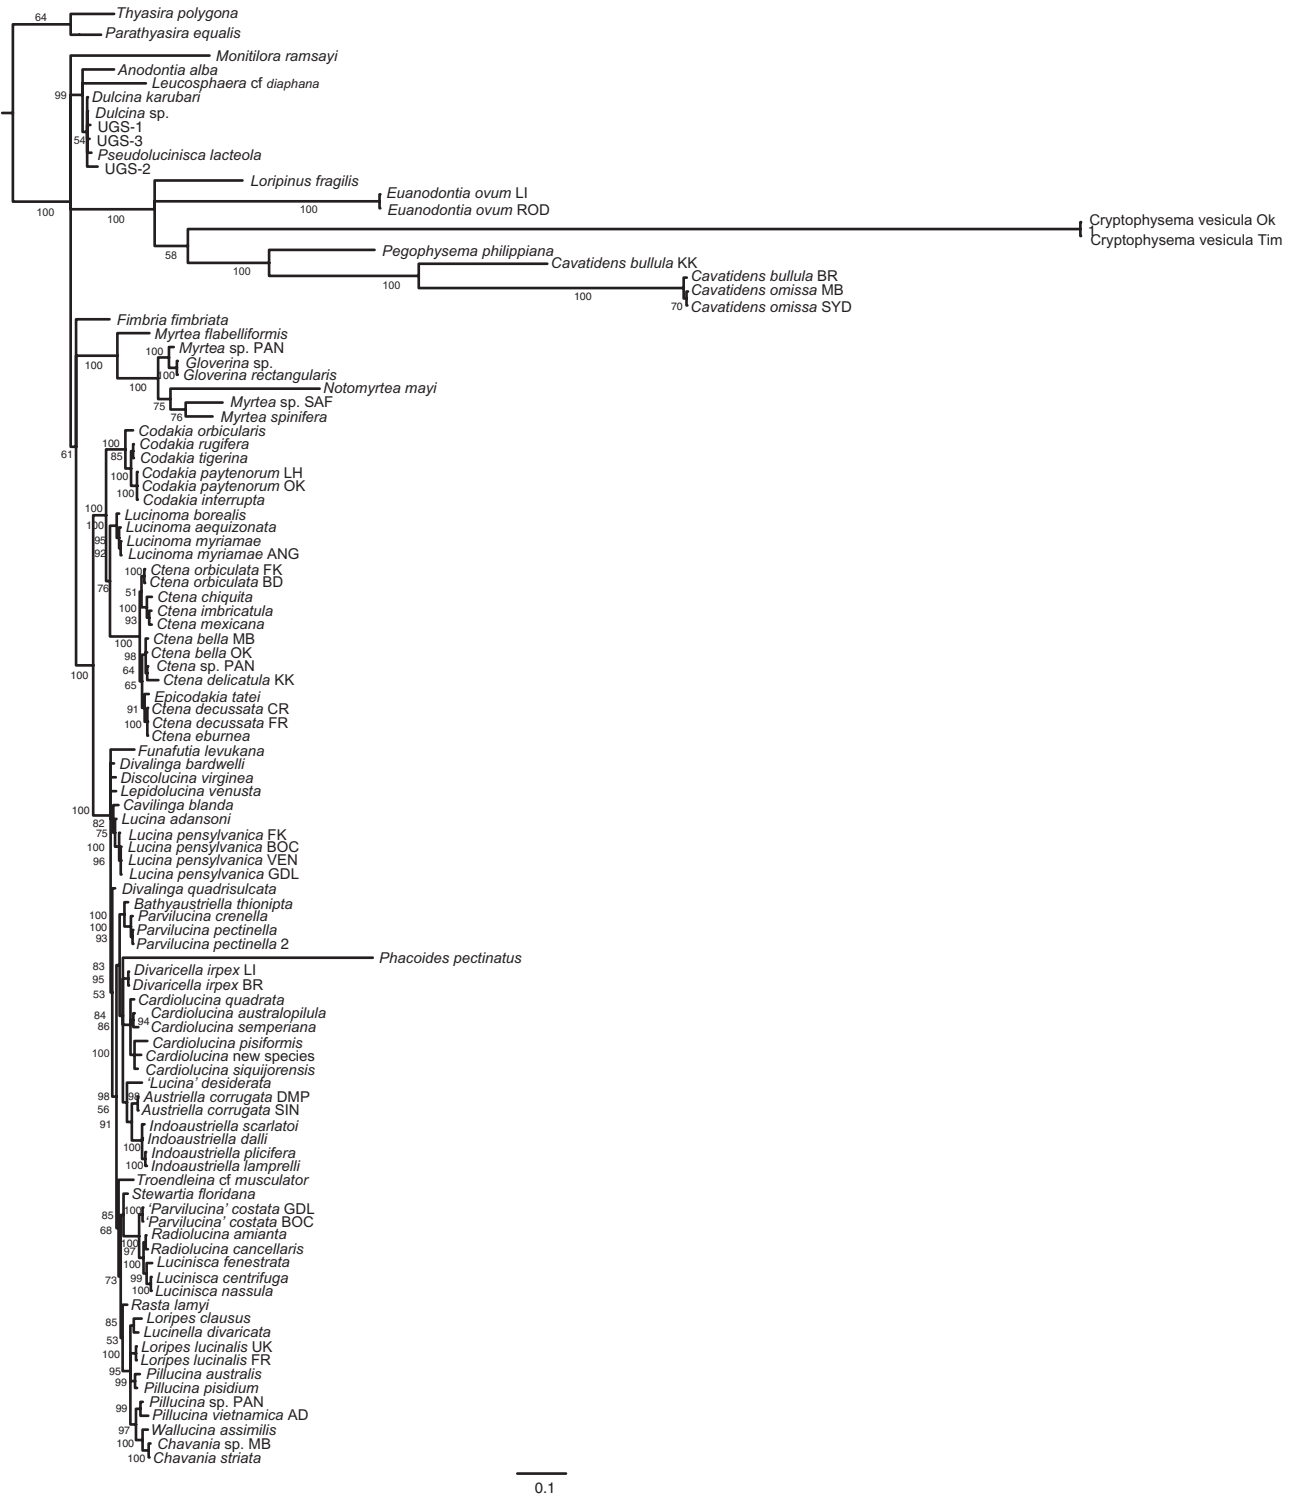 64
Thyasira polygona
Parathyasira equalis
Monitilora ramsayi
Anodontia alba
Leucosphaera cf diaphana
99
Dulcina karubari
Dulcina sp.
UGS-1
54
UGS-3
Pseudolucinisca lacteola
UGS-2
Loripinus fragilis
Euanodontia ovum LI
100
100
100
Euanodontia ovum ROD
Cryptophysema vesicula Ok
1
Cryptophysema vesicula Tim
58
Pegophysema philippiana
100
Cavatidens bullula KK
100
Cavatidens bullula BR
100
Cavatidens omissa MB
70
Cavatidens omissa SYD
Fimbria fimbriata
Myrtea flabelliformis
100
Myrtea sp. PAN
100
Gloverina sp.
100
Gloverina rectangularis
100
Notomyrtea mayi
75
Myrtea sp. SAF
76
Myrtea spinifera
Codakia orbicularis
100
Codakia rugifera
61
85
Codakia tigerina
100
Codakia paytenorum LH
Codakia paytenorum OK
100
Codakia interrupta
100
Lucinoma borealis
100
Lucinoma aequizonata
95
Lucinoma myriamae
92
Lucinoma myriamae ANG
100
Ctena orbiculata FK
Ctena orbiculata BD
76
51
Ctena chiquita
100
Ctena imbricatula
93
Ctena mexicana
100
Ctena bella MB
98
Ctena bella OK
64
Ctena sp. PAN
100
65
Ctena delicatula KK
Epicodakia tatei
91
Ctena decussata CR
100
Ctena decussata FR
Ctena eburnea
Funafutia levukana
Divalinga bardwelli
Discolucina virginea
Lepidolucina venusta
100
Cavilinga blanda
82
Lucina adansoni
75
Lucina pensylvanica FK
100
Lucina pensylvanica BOC
96
Lucina pensylvanica VEN
Lucina pensylvanica GDL
Divalinga quadrisulcata
Bathyaustriella thionipta
100
Parvilucina crenella
100
Parvilucina pectinella
93
Parvilucina pectinella 2
Phacoides pectinatus
83
Divaricella irpex LI
95
Divaricella irpex BR
53
Cardiolucina quadrata
84
Cardiolucina australopilula
94
86
Cardiolucina semperiana
Cardiolucina pisiformis
100
Cardiolucina new species
Cardiolucina siquijorensis
'Lucina' desiderata
98
98
Austriella corrugata DMP
56
Austriella corrugata SIN
91
Indoaustriella scarlatoi
Indoaustriella dalli
100
Indoaustriella plicifera
100
Indoaustriella lamprelli
Troendleina cf musculator
Stewartia floridana
100
'Parvilucina' costata GDL
85
'Parvilucina' costata BOC
68
Radiolucina amianta
100
97
Radiolucina cancellaris
100
Lucinisca fenestrata
73
99
Lucinisca centrifuga
100
Lucinisca nassula
Rasta lamyi
85
Loripes clausus
53
Lucinella divaricata
Loripes lucinalis UK
100
Loripes lucinalis FR
95
Pillucina australis
99
Pillucina pisidium
Pillucina sp. PAN
99
Pillucina vietnamica AD
97
Wallucina assimilis
100
Chavania sp. MB
100
Chavania striata
0.1